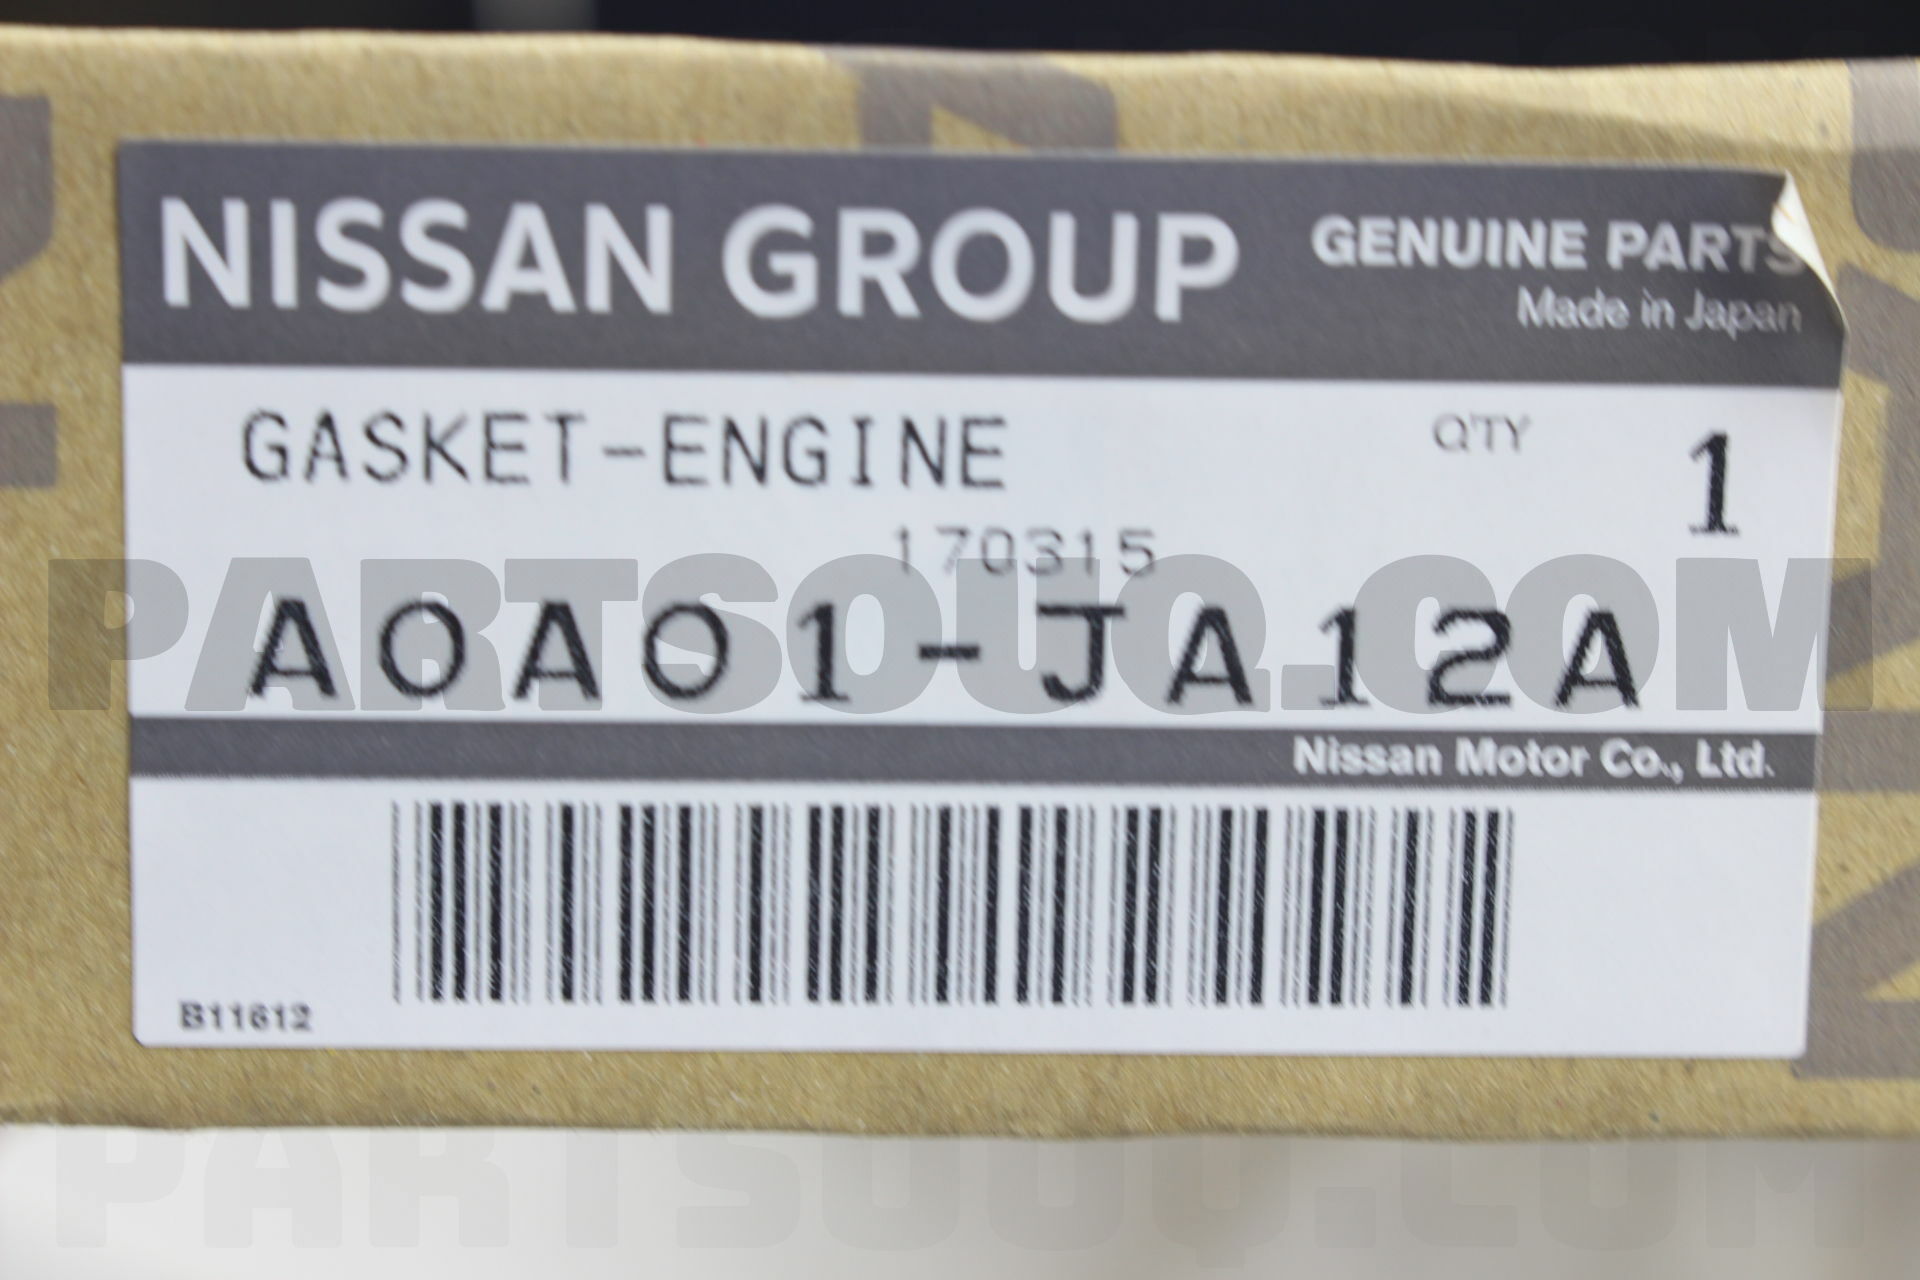 NISSAN GROUP
GENUINE PARTS
Made in Japan
GASKET-ENGINE
Q'TY 1
170315
A0A01-JA12A
PARTSOUQ.COM
Nissan Motor Co., Ltd.
B11612
PARTSOUQ.COM